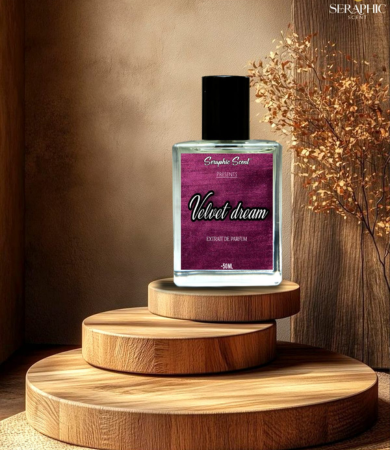 SERAPHIC
SCENT
Seraphic Scent
PRESENTS
Velvet dream
EXTRAIT DE PARFUM
-50ML